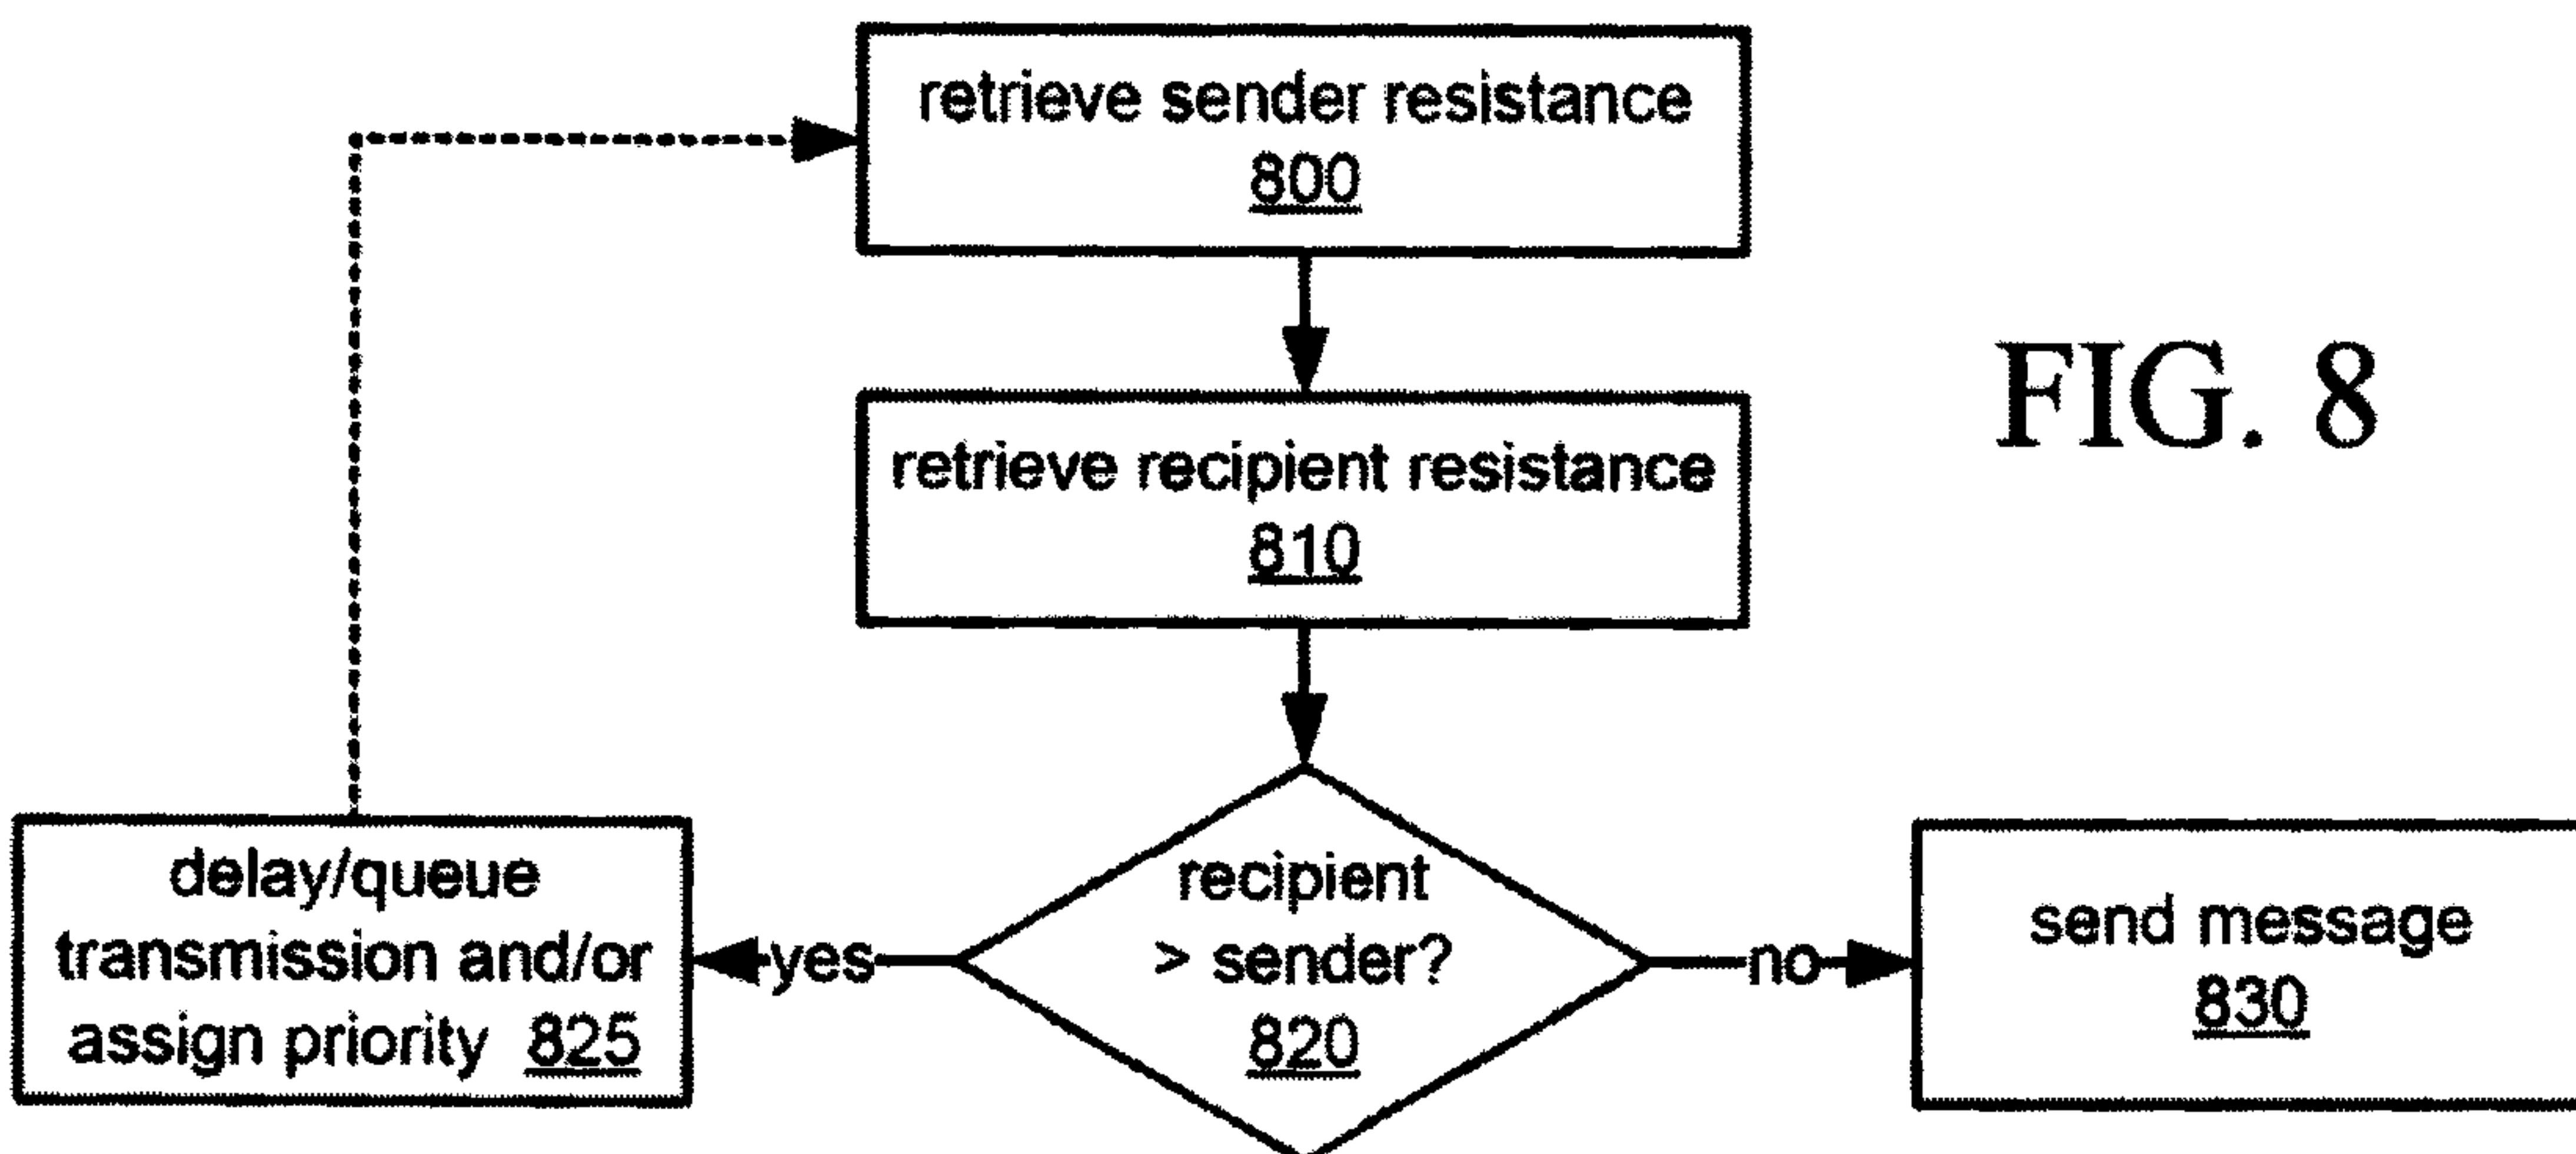 retrieve sender resistance
800
retrieve recipient resistance
810
FIG. 8
recipient
> sender?
820
yes
no
delay/queue
transmission and/or
assign priority 825
send message
830